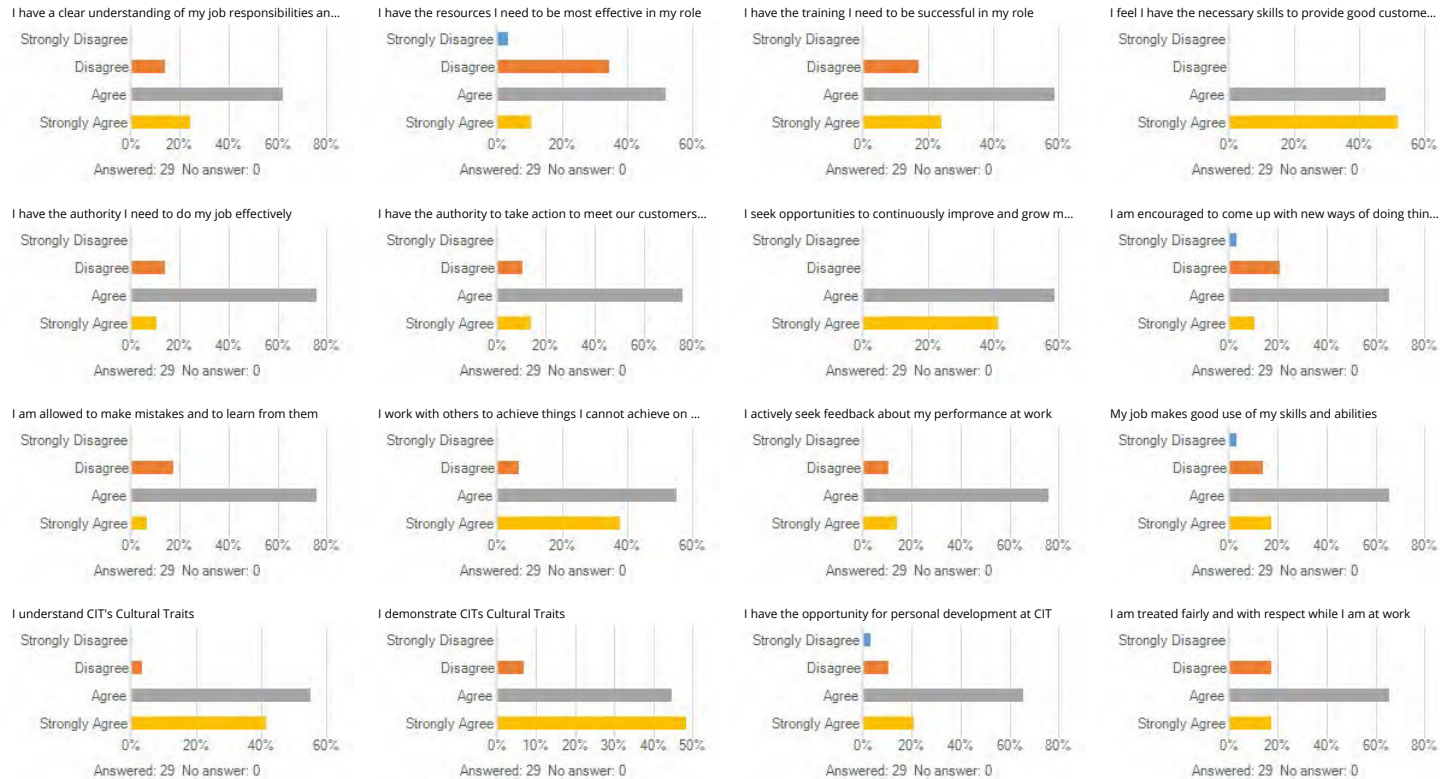 I have a clear understanding of my job responsibilities an...
Strongly Disagree
Disagree
Agree
Strongly Agree
0% 20% 40% 60% 80%
Answered: 29 No answer: 0
I have the resources I need to be most effective in my role
Strongly Disagree
Disagree
Agree
Strongly Agree
0% 20% 40% 60%
Answered: 29 No answer: 0
I have the training I need to be successful in my role
Strongly Disagree
Disagree
Agree
Strongly Agree
0% 20% 40% 60%
Answered: 29 No answer: 0
I feel I have the necessary skills to provide good custome...
Strongly Disagree
Disagree
Agree
Strongly Agree
0% 20% 40% 60%
Answered: 29 No answer: 0
I have the authority I need to do my job effectively
Strongly Disagree
Disagree
Agree
Strongly Agree
0% 20% 40% 60% 80%
Answered: 29 No answer: 0
I have the authority to take action to meet our customers...
Strongly Disagree
Disagree
Agree
Strongly Agree
0% 20% 40% 60% 80%
Answered: 29 No answer: 0
I seek opportunities to continuously improve and grow m...
Strongly Disagree
Disagree
Agree
Strongly Agree
0% 20% 40% 60%
Answered: 29 No answer: 0
I am encouraged to come up with new ways of doing thin...
Strongly Disagree
Disagree
Agree
Strongly Agree
0% 20% 40% 60% 80%
Answered: 29 No answer: 0
I am allowed to make mistakes and to learn from them
Strongly Disagree
Disagree
Agree
Strongly Agree
0% 20% 40% 60% 80%
Answered: 29 No answer: 0
I work with others to achieve things I cannot achieve on ...
Strongly Disagree
Disagree
Agree
Strongly Agree
0% 20% 40% 60%
Answered: 29 No answer: 0
I actively seek feedback about my performance at work
Strongly Disagree
Disagree
Agree
Strongly Agree
0% 20% 40% 60% 80%
Answered: 29 No answer: 0
My job makes good use of my skills and abilities
Strongly Disagree
Disagree
Agree
Strongly Agree
0% 20% 40% 60% 80%
Answered: 29 No answer: 0
I understand CIT's Cultural Traits
Strongly Disagree
Disagree
Agree
Strongly Agree
0% 20% 40% 60%
Answered: 29 No answer: 0
I demonstrate CITs Cultural Traits
Strongly Disagree
Disagree
Agree
Strongly Agree
0% 10% 20% 30% 40% 50%
Answered: 29 No answer: 0
I have the opportunity for personal development at CIT
Strongly Disagree
Disagree
Agree
Strongly Agree
0% 20% 40% 60% 80%
Answered: 29 No answer: 0
I am treated fairly and with respect while I am at work
Strongly Disagree
Disagree
Agree
Strongly Agree
0% 20% 40% 60% 80%
Answered: 29 No answer: 0